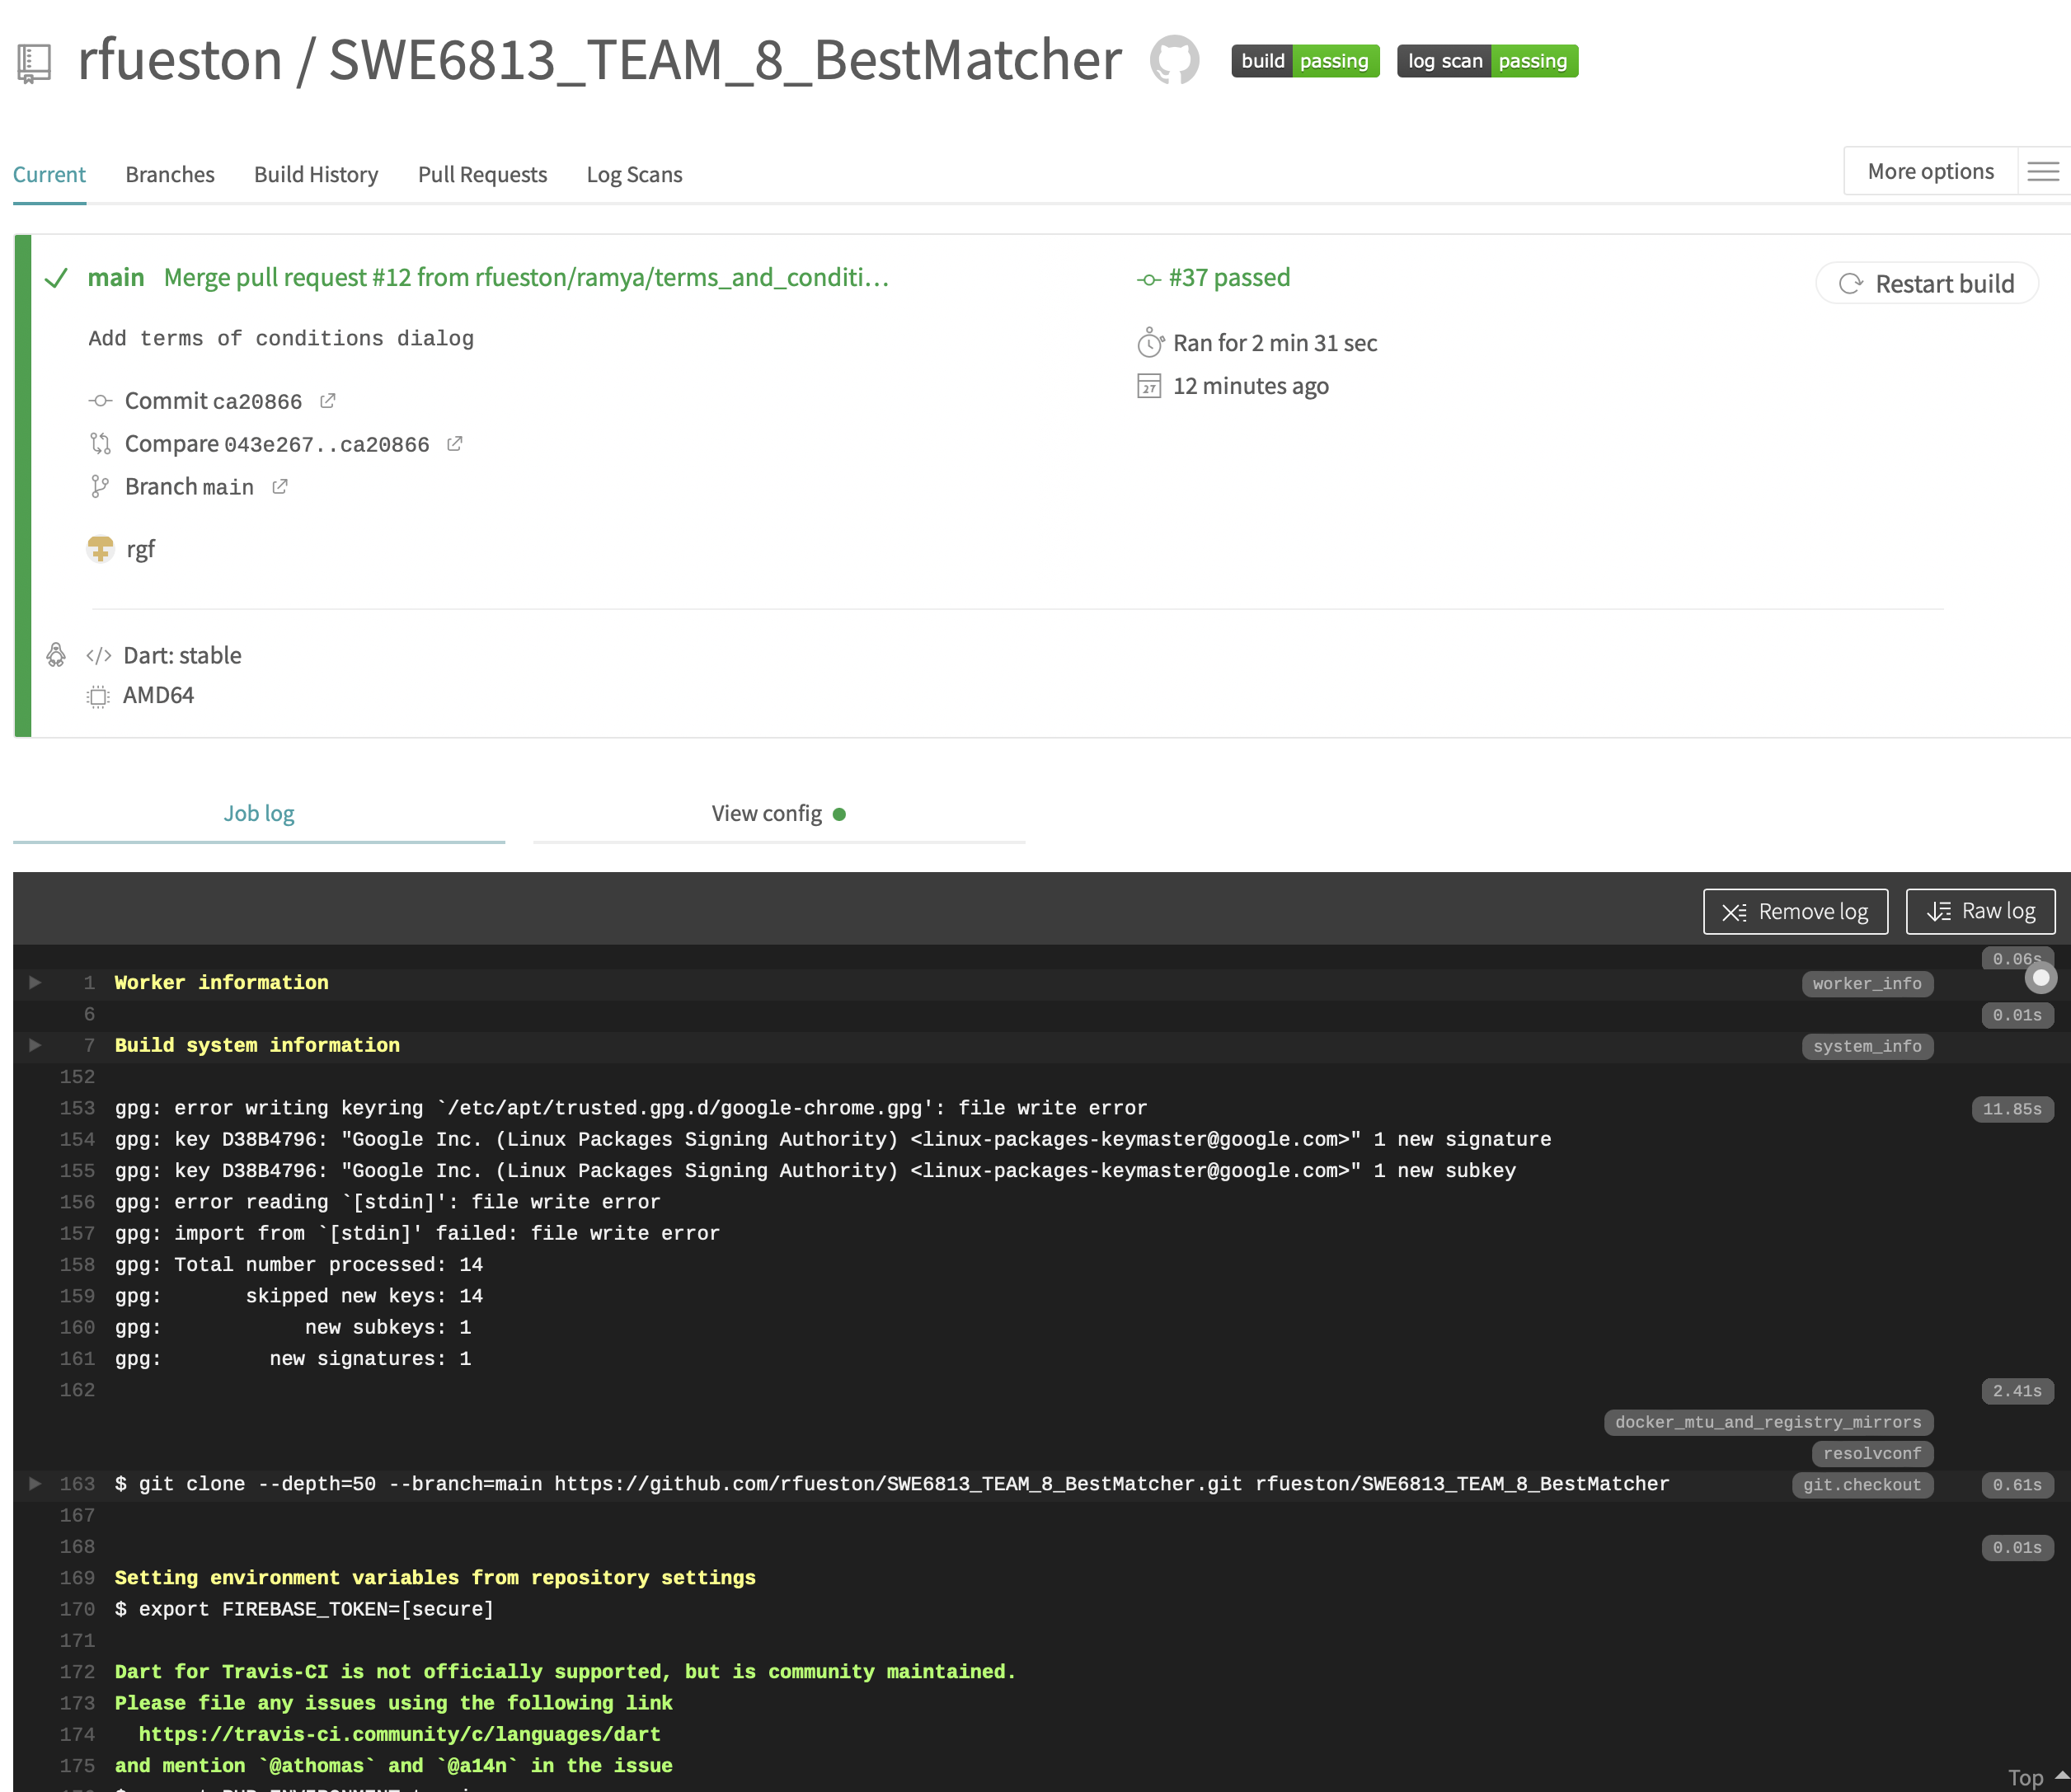 rfueston / SWE6813_TEAM_8_BestMatcher build passing log scan passing
Current Branches Build History Pull Requests Log Scans More options
main Merge pull request #12 from rfueston/ramya/terms_and_conditi… #37 passed Restart build
Add terms of conditions dialog
Ran for 2 min 31 sec
27 12 minutes ago
Commit ca20866
Compare 043e267..ca20866
Branch main
rgf
</> Dart: stable
AMD64
Job log View config
Remove log Raw log
0.06s
1 Worker information worker_info
6 0.01s
7 Build system information system_info
152
153 gpg: error writing keyring `/etc/apt/trusted.gpg.d/google-chrome.gpg': file write error 11.85s
154 gpg: key D38B4796: "Google Inc. (Linux Packages Signing Authority) <linux-packages-keymaster@google.com>" 1 new signature
155 gpg: key D38B4796: "Google Inc. (Linux Packages Signing Authority) <linux-packages-keymaster@google.com>" 1 new subkey
156 gpg: error reading `[stdin]': file write error
157 gpg: import from `[stdin]' failed: file write error
158 gpg: Total number processed: 14
159 gpg:       skipped new keys: 14
160 gpg:            new subkeys: 1
161 gpg:         new signatures: 1
162 2.41s
docker_mtu_and_registry_mirrors
resolvconf
163 $ git clone --depth=50 --branch=main https://github.com/rfueston/SWE6813_TEAM_8_BestMatcher.git rfueston/SWE6813_TEAM_8_BestMatcher git.checkout 0.61s
167
168 0.01s
169 Setting environment variables from repository settings
170 $ export FIREBASE_TOKEN=[secure]
171
172 Dart for Travis-CI is not officially supported, but is community maintained.
173 Please file any issues using the following link
174   https://travis-ci.community/c/languages/dart
175 and mention `@athomas` and `@a14n` in the issue
Top